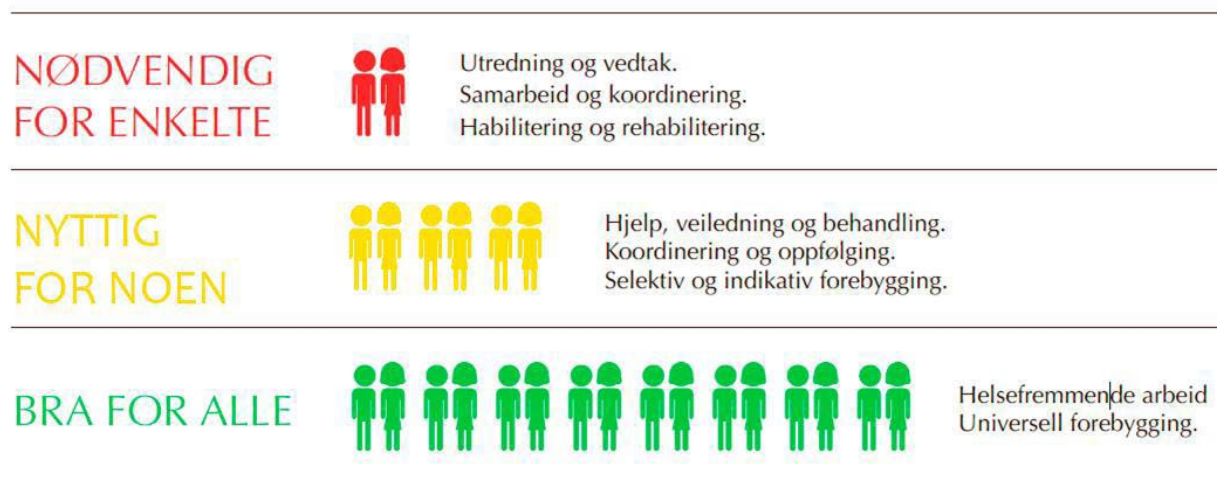 NØDVENDIG
FOR ENKELTE
Utredning og vedtak.
Samarbeid og koordinering.
Habilitering og rehabilitering.
NYTTIG
FOR NOEN
Hjelp, veiledning og behandling.
Koordinering og oppfølging.
Selektiv og indikativ forebygging.
BRA FOR ALLE
Helsefremmende arbeid
Universell forebygging.